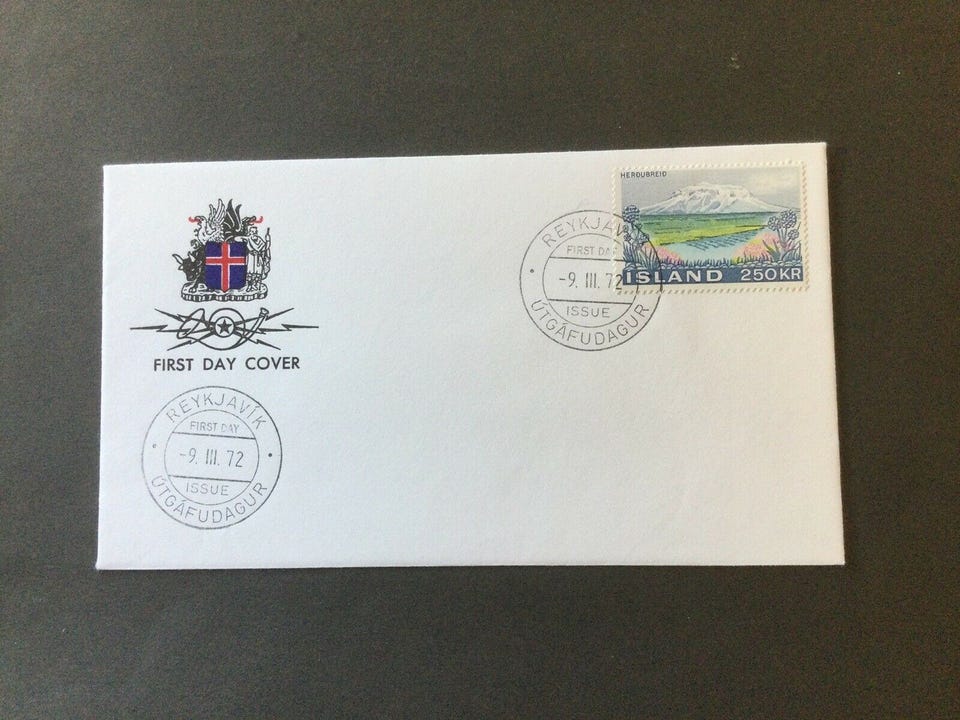 HERÐUBREIÐ
ÍSLAND 250KR
REYKJAVÍK
FIRST DAY
-9. III. 72
ISSUE
ÚTGÁFUDAGUR
FIRST DAY COVER
REYKJAVÍK
FIRST DAY
-9. III. 72
ISSUE
ÚTGÁFUDAGUR